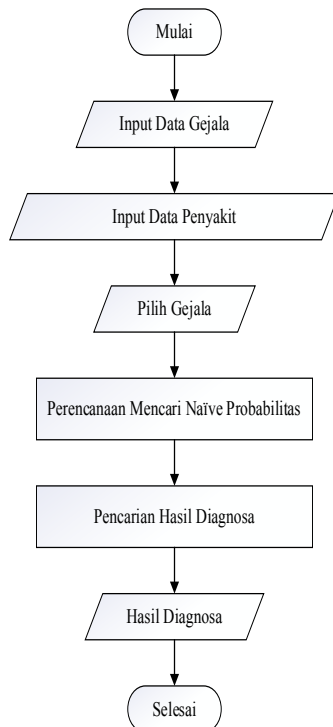 Mulai
Input Data Gejala
Input Data Penyakit
Pilih Gejala
Perencanaan Mencari Naïve Probabilitas
Pencarian Hasil Diagnosa
Hasil Diagnosa
Selesai